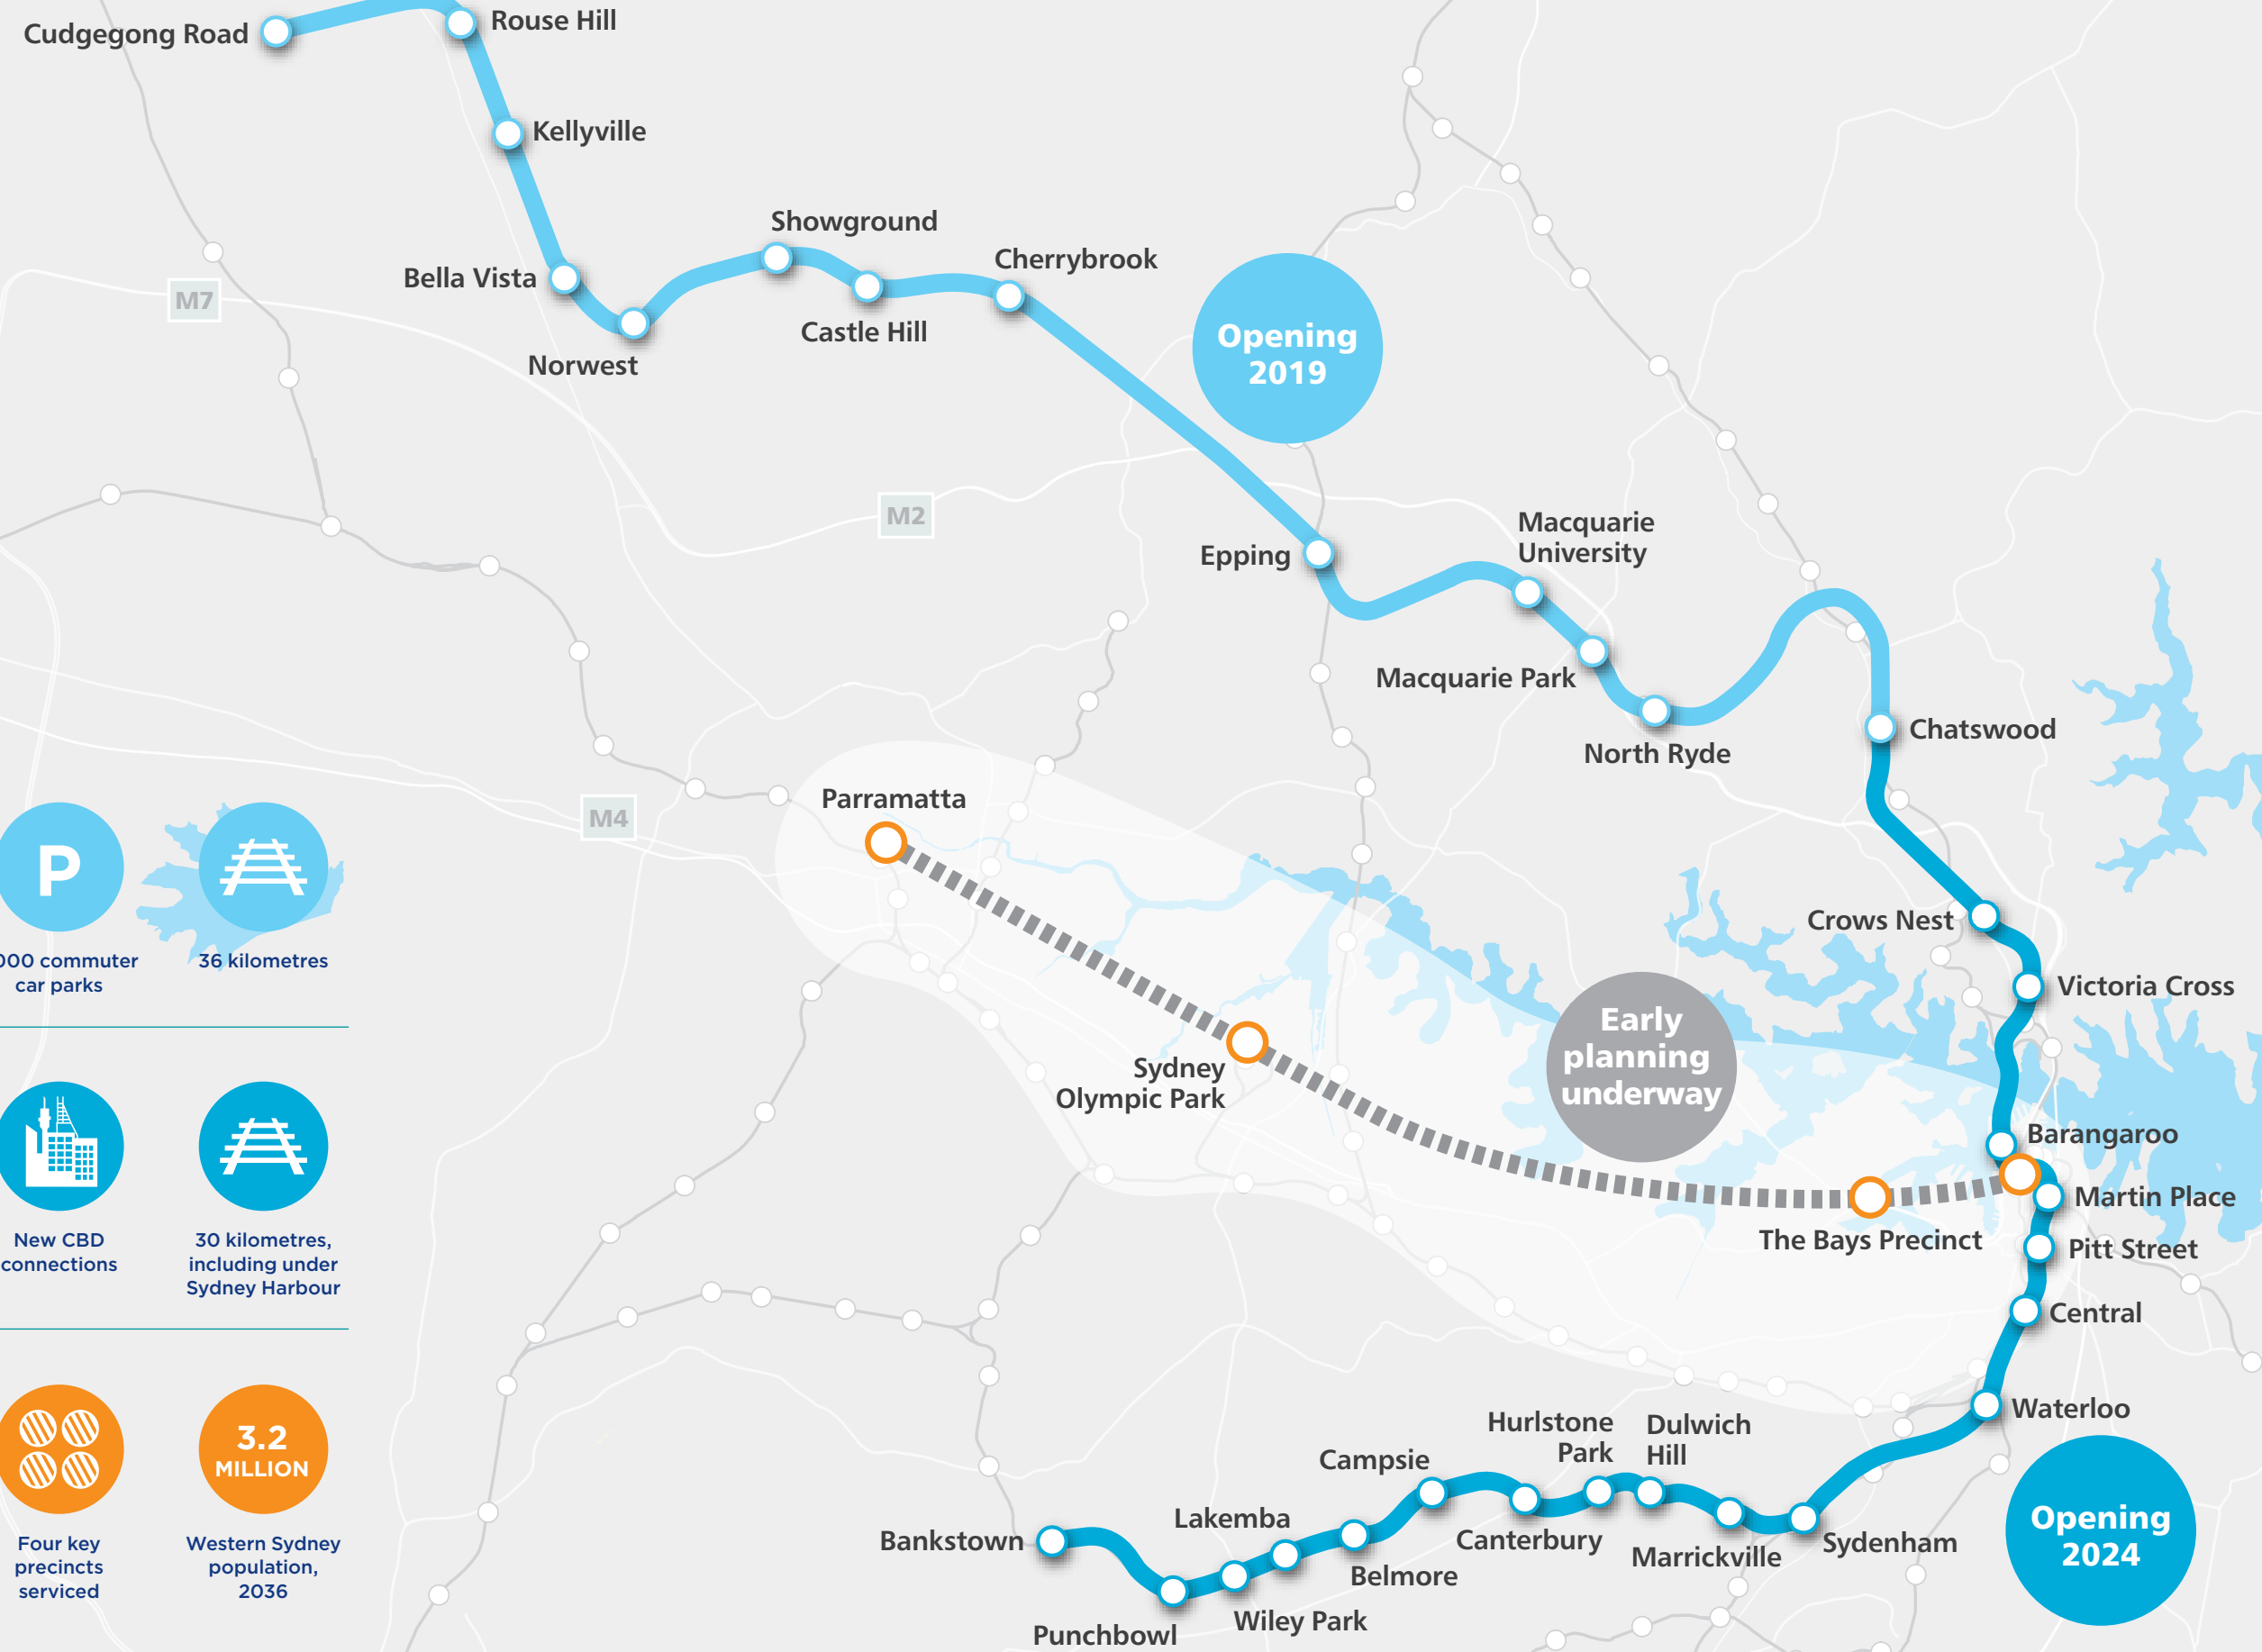 Cudgegong Road
Rouse Hill
Kellyville
Showground
Cherrybrook
Bella Vista
M7
Castle Hill
Norwest
Opening
2019
M2
Macquarie
University
Epping
Macquarie Park
North Ryde
Chatswood
Parramatta
M4
P
Crows Nest
000 commuter
car parks
36 kilometres
Victoria Cross
Early
planning
underway
Sydney
Olympic Park
Barangaroo
Martin Place
The Bays Precinct
Pitt Street
New CBD
connections
30 kilometres,
including under
Sydney Harbour
Central
Waterloo
Hurlstone
Park
Dulwich
Hill
Campsie
3.2
MILLION
Lakemba
Bankstown
Canterbury
Sydenham
Marrickville
Opening
2024
Belmore
Four key
precincts
serviced
Western Sydney
population,
2036
Wiley Park
Punchbowl